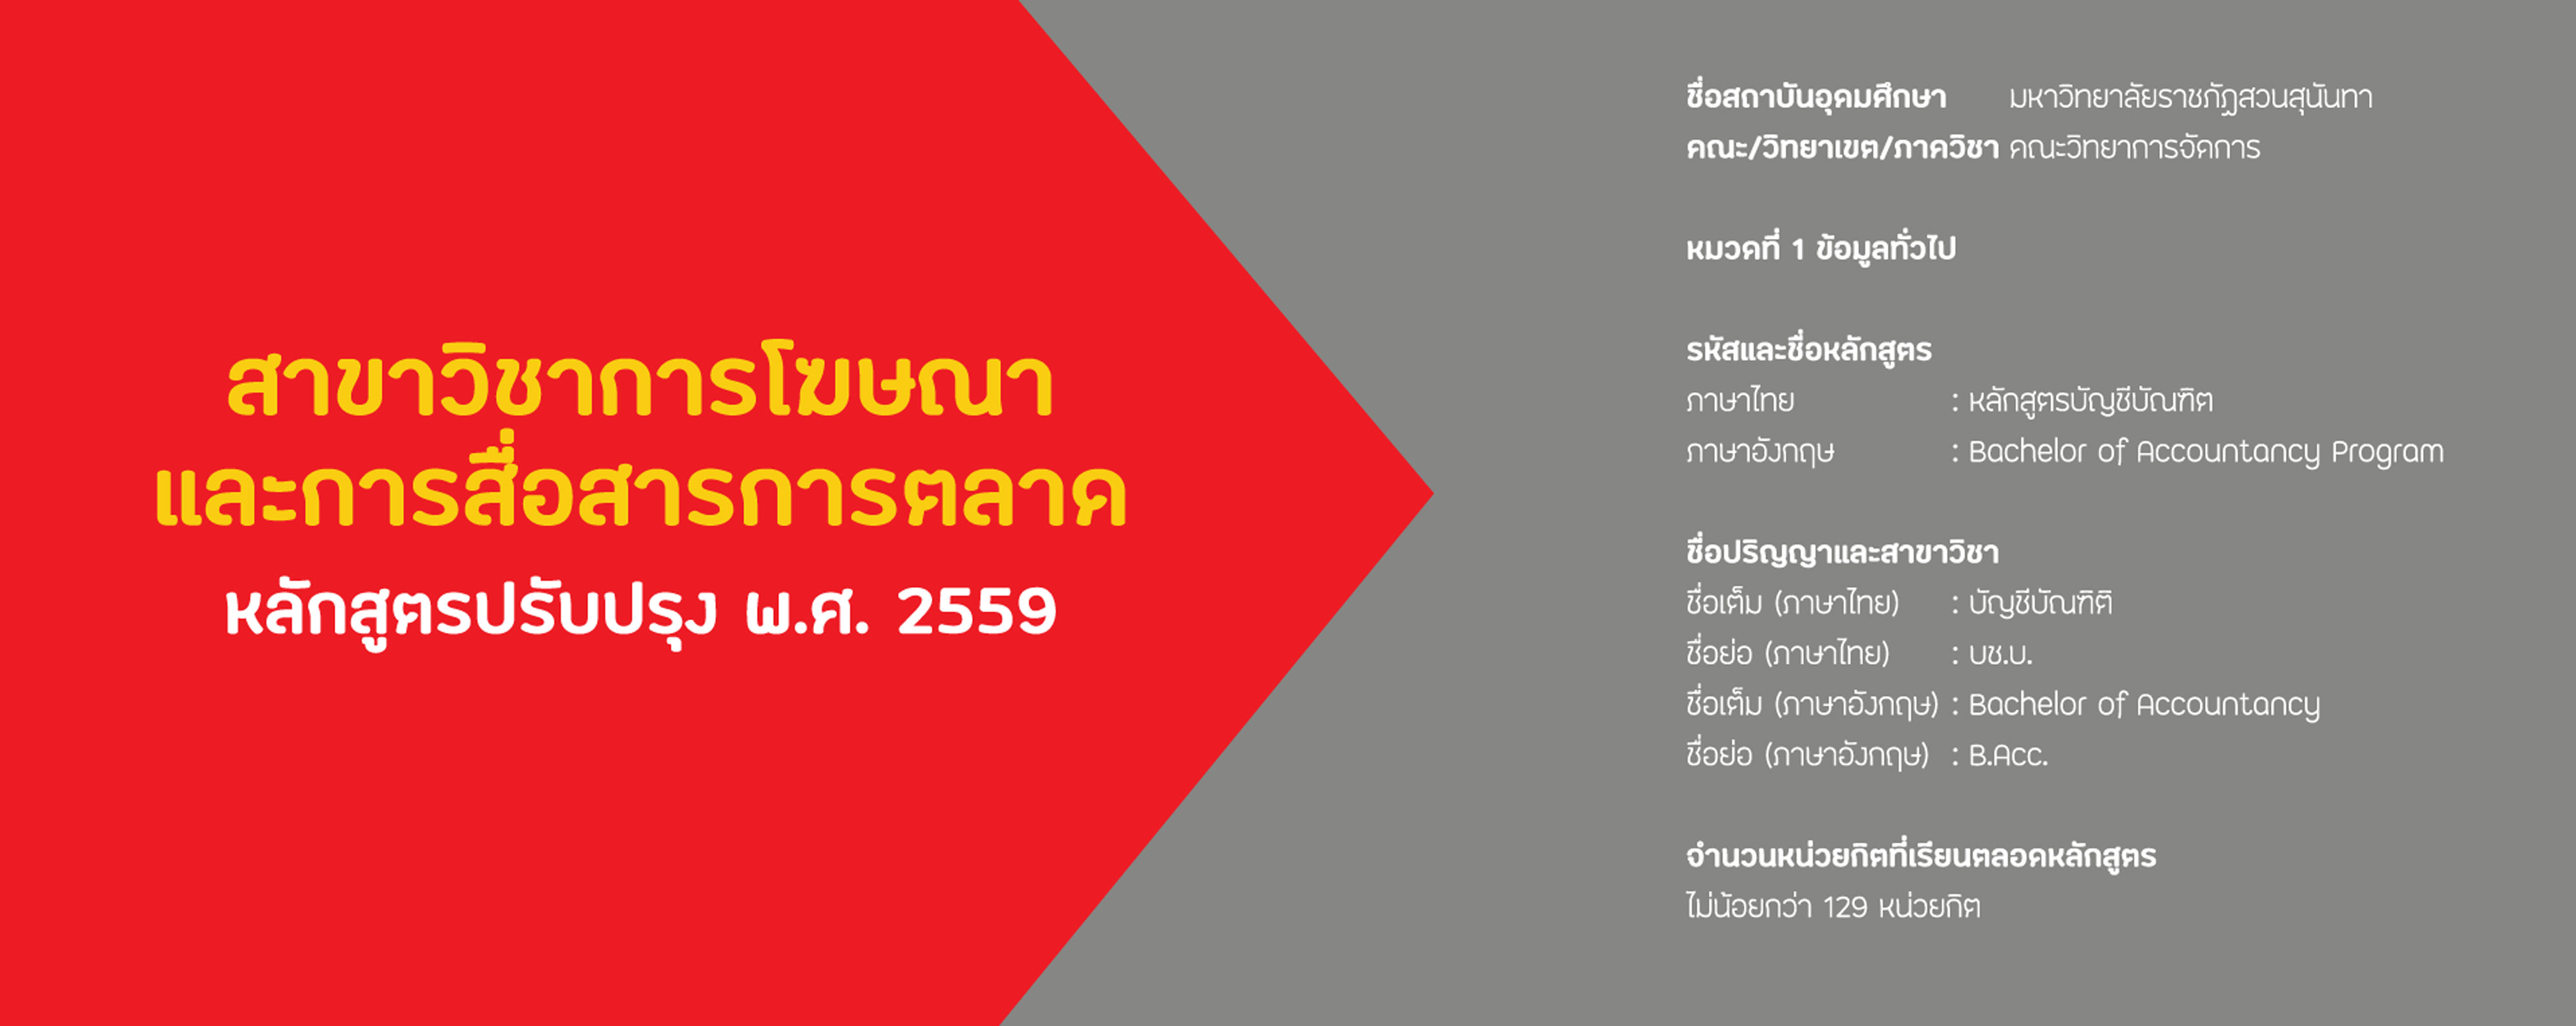 สาขาวิชาการโฆษณา
และการสื่อสารการตลาด
หลักสูตรปรับปรุง พ.ศ. 2559
ชื่อสถาบันอุดมศึกษา มหาวิทยาลัยราชภัฏสวนสุนันทา
คณะ/วิทยาเขต/ภาควิชา คณะวิทยาการจัดการ
หมวดที่ 1 ข้อมูลทั่วไป
รหัสและชื่อหลักสูตร
ภาษาไทย : หลักสูตรบัญชีบัณฑิต
ภาษาอังกฤษ : Bachelor of Accountancy Program
ชื่อปริญญาและสาขาวิชา
ชื่อเต็ม (ภาษาไทย) : บัญชีบัณฑิติ
ชื่อย่อ (ภาษาไทย) : บช.บ.
ชื่อเต็ม (ภาษาอังกฤษ) : Bachelor of Accountancy
ชื่อย่อ (ภาษาอังกฤษ) : B.Acc.
จำนวนหน่วยกิตที่เรียนตลอดหลักสูตร
ไม่น้อยกว่า 129 หน่วยกิต